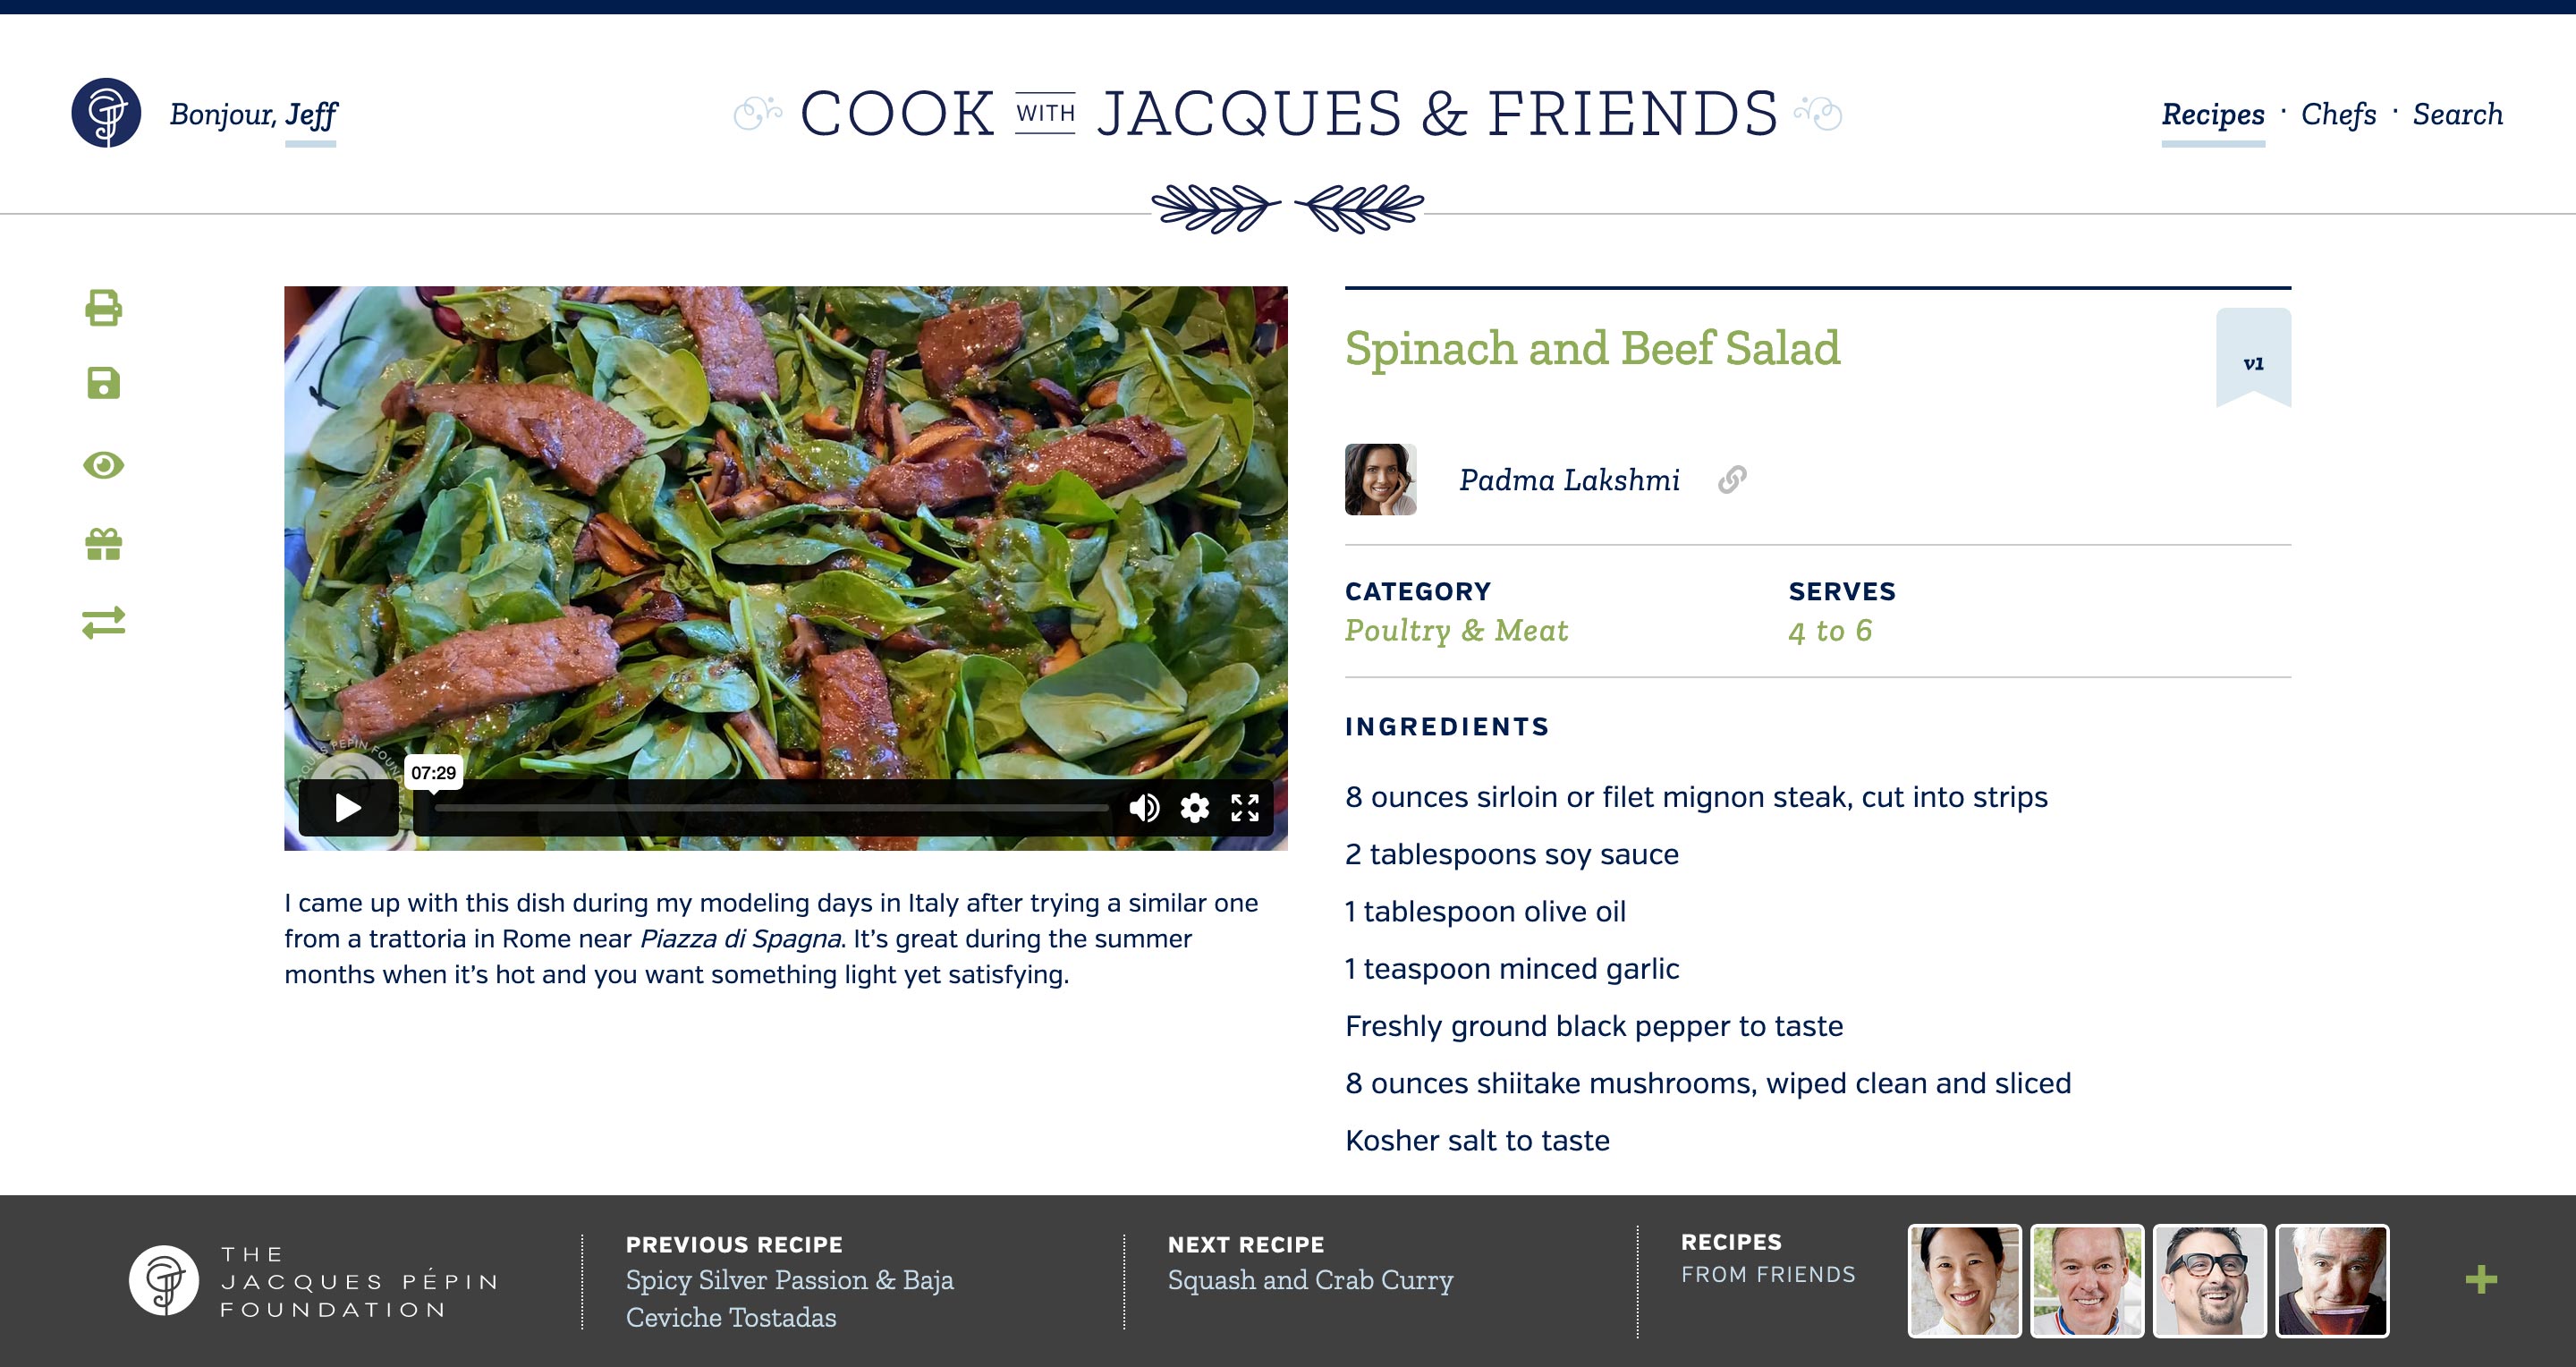 Bonjour, Jeff
COOK WITH JACQUES & FRIENDS
Recipes · Chefs · Search
Spinach and Beef Salad
v1
Padma Lakshmi
CATEGORY
Poultry & Meat
SERVES
4 to 6
INGREDIENTS
8 ounces sirloin or filet mignon steak, cut into strips
2 tablespoons soy sauce
1 tablespoon olive oil
1 teaspoon minced garlic
Freshly ground black pepper to taste
8 ounces shiitake mushrooms, wiped clean and sliced
Kosher salt to taste
07:29
I came up with this dish during my modeling days in Italy after trying a similar one
from a trattoria in Rome near Piazza di Spagna. It’s great during the summer
months when it’s hot and you want something light yet satisfying.
THE
JACQUES PÉPIN
FOUNDATION
PREVIOUS RECIPE
Spicy Silver Passion & Baja
Ceviche Tostadas
NEXT RECIPE
Squash and Crab Curry
RECIPES
FROM FRIENDS